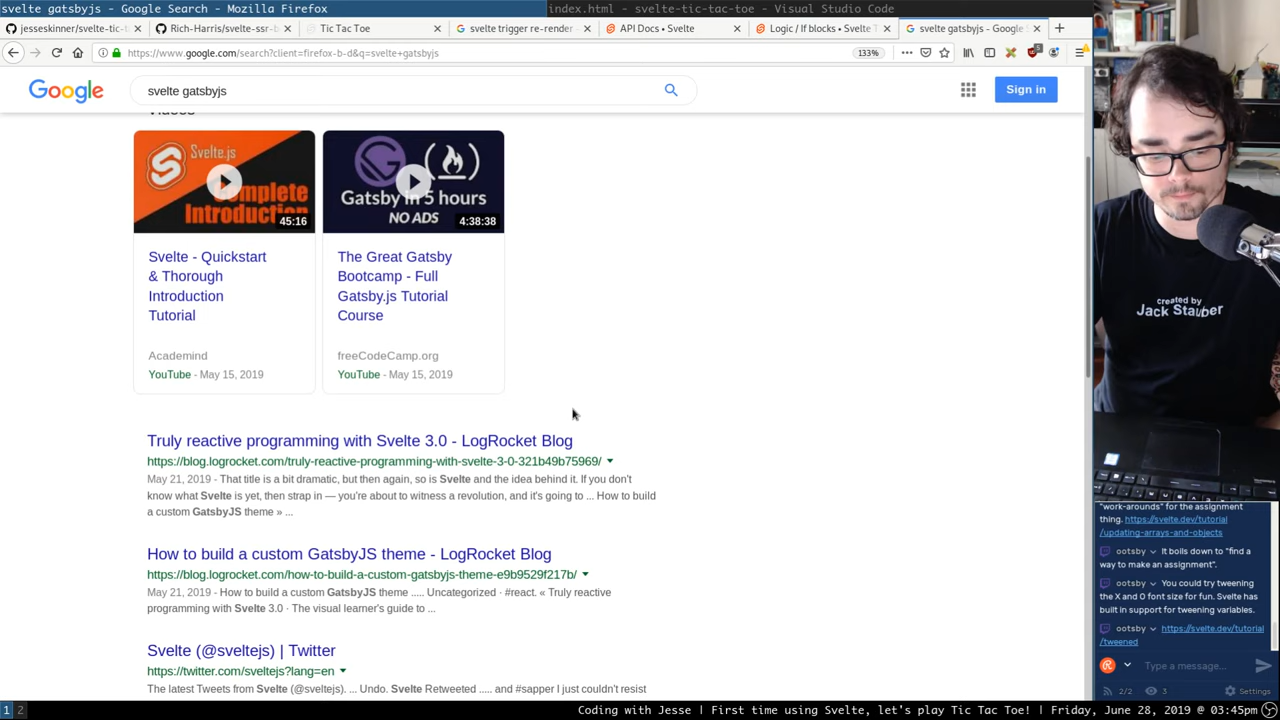 svelte gatsbyjs - Google Search - Mozilla Firefox
index.html - svelte-tic-tac-toe - Visual Studio Code
jesseskinner/svelte-tic-t
Rich-Harris/svelte-ssr-b
Tic Tac Toe
svelte trigger re-render
API Docs • Svelte
Logic / If blocks • Svelte T
svelte gatsbyjs - Google S
https://www.google.com/search?client=firefox-b-d&q=svelte+gatsbyjs
133%
5
Google
svelte gatsbyjs
Sign in
Videos
Svelte.js
Complete
Introduction
45:16
Gatsby in 5 hours
NO ADS
4:38:38
Svelte - Quickstart
& Thorough
Introduction
Tutorial
Academind
YouTube - May 15, 2019
The Great Gatsby
Bootcamp - Full
Gatsby.js Tutorial
Course
freeCodeCamp.org
YouTube - May 15, 2019
Truly reactive programming with Svelte 3.0 - LogRocket Blog
https://blog.logrocket.com/truly-reactive-programming-with-svelte-3-0-321b49b75969/
May 21, 2019 - That title is a bit dramatic, but then again, so is Svelte and the idea behind it. If you don't
know what Svelte is yet, then strap in — you're about to witness a revolution, and it's going to ... How to build
a custom GatsbyJS theme » ...
How to build a custom GatsbyJS theme - LogRocket Blog
https://blog.logrocket.com/how-to-build-a-custom-gatsbyjs-theme-e9b9529f217b/
May 21, 2019 - How to build a custom GatsbyJS theme ..... Uncategorized · #react. « Truly reactive
programming with Svelte 3.0 · The visual learner's guide to ...
Svelte (@sveltejs) | Twitter
https://twitter.com/sveltejs?lang=en
The latest Tweets from Svelte (@sveltejs). ... Undo. Svelte Retweeted ..... and #sapper I just couldn't resist
created by
Jack Stauber
"work-arounds" for the assignment
thing. https://svelte.dev/tutorial
/updating-arrays-and-objects
ootsby It boils down to "find a
way to make an assignment".
ootsby You could try tweening
the X and O font size for fun. Svelte has
built in support for tweening variables.
ootsby https://svelte.dev/tutorial
/tweened
Type a message...
2/2
3
Settings
1 2
Coding with Jesse | First time using Svelte, let's play Tic Tac Toe! | Friday, June 28, 2019 @ 03:45pm